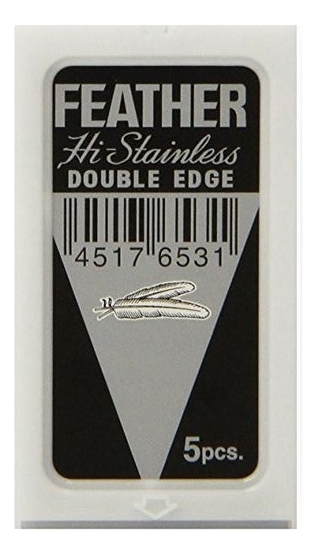 FEATHER
Hi-Stainless
DOUBLE EDGE
4517 6531
5pcs.